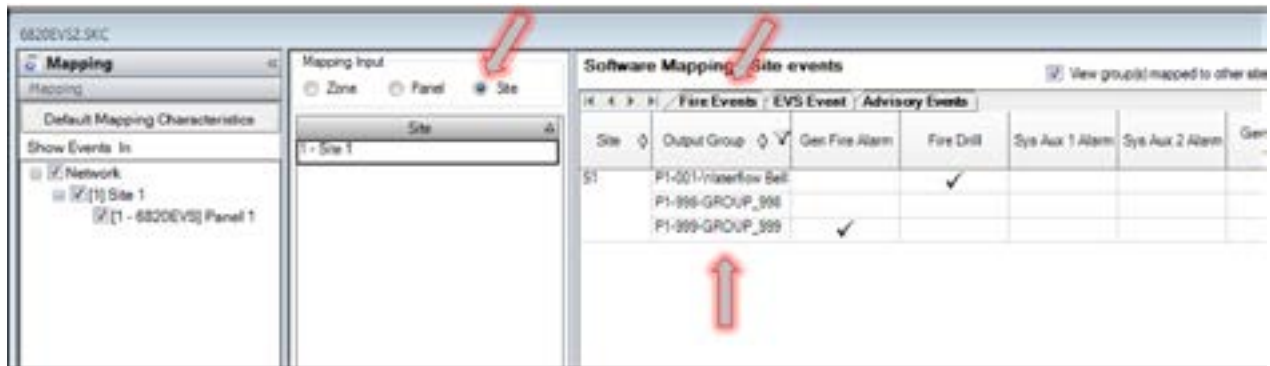 6820EVS2.SKC
Mapping
Mapping
Default Mapping Characteristics
Show Events In
Network
[1] Site 1
[1 - 6820EVS] Panel 1
Mapping Input
Zone Panel Site
Site
1 - Site 1
Software Mapping Site events
View group(s) mapped to other site
Fire Events EVS Event Advisory Events
Site Output Group Gen Fire Alarm Fire Drill Sys Aux 1 Alarm Sys Aux 2 Alarm Gen
S1 P1-001-Waterflow Bell
P1-998-GROUP_998
P1-999-GROUP_999